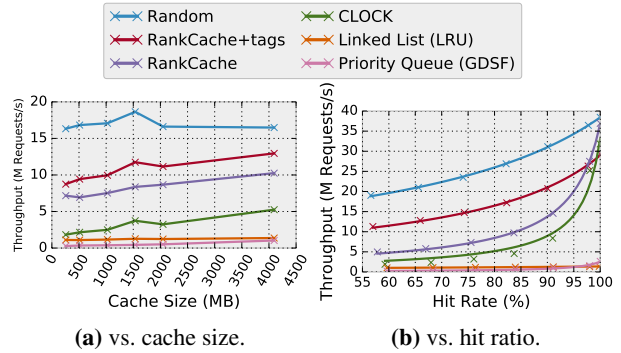 Random
CLOCK
RankCache+tags
Linked List (LRU)
RankCache
Priority Queue (GDSF)
Throughput (M Requests/s)
20
15
10
5
0
0
500
1000
1500
2000
2500
3000
3500
4000
4500
Cache Size (MB)
Throughput (M Requests/s)
40
35
30
25
20
15
10
5
0
55 60 65 70 75 80 85 90 95 100
Hit Rate (%)
(a) vs. cache size.
(b) vs. hit ratio.